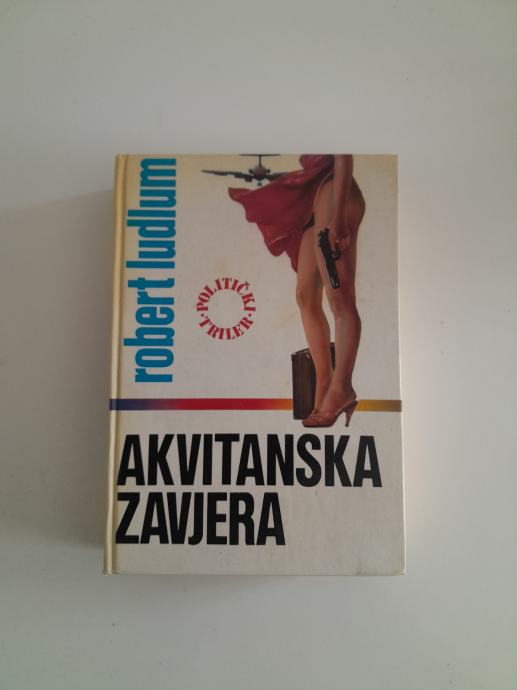 robert ludlum
POLITIČKI
TRILER
AKVITANSKA
ZAVJERA